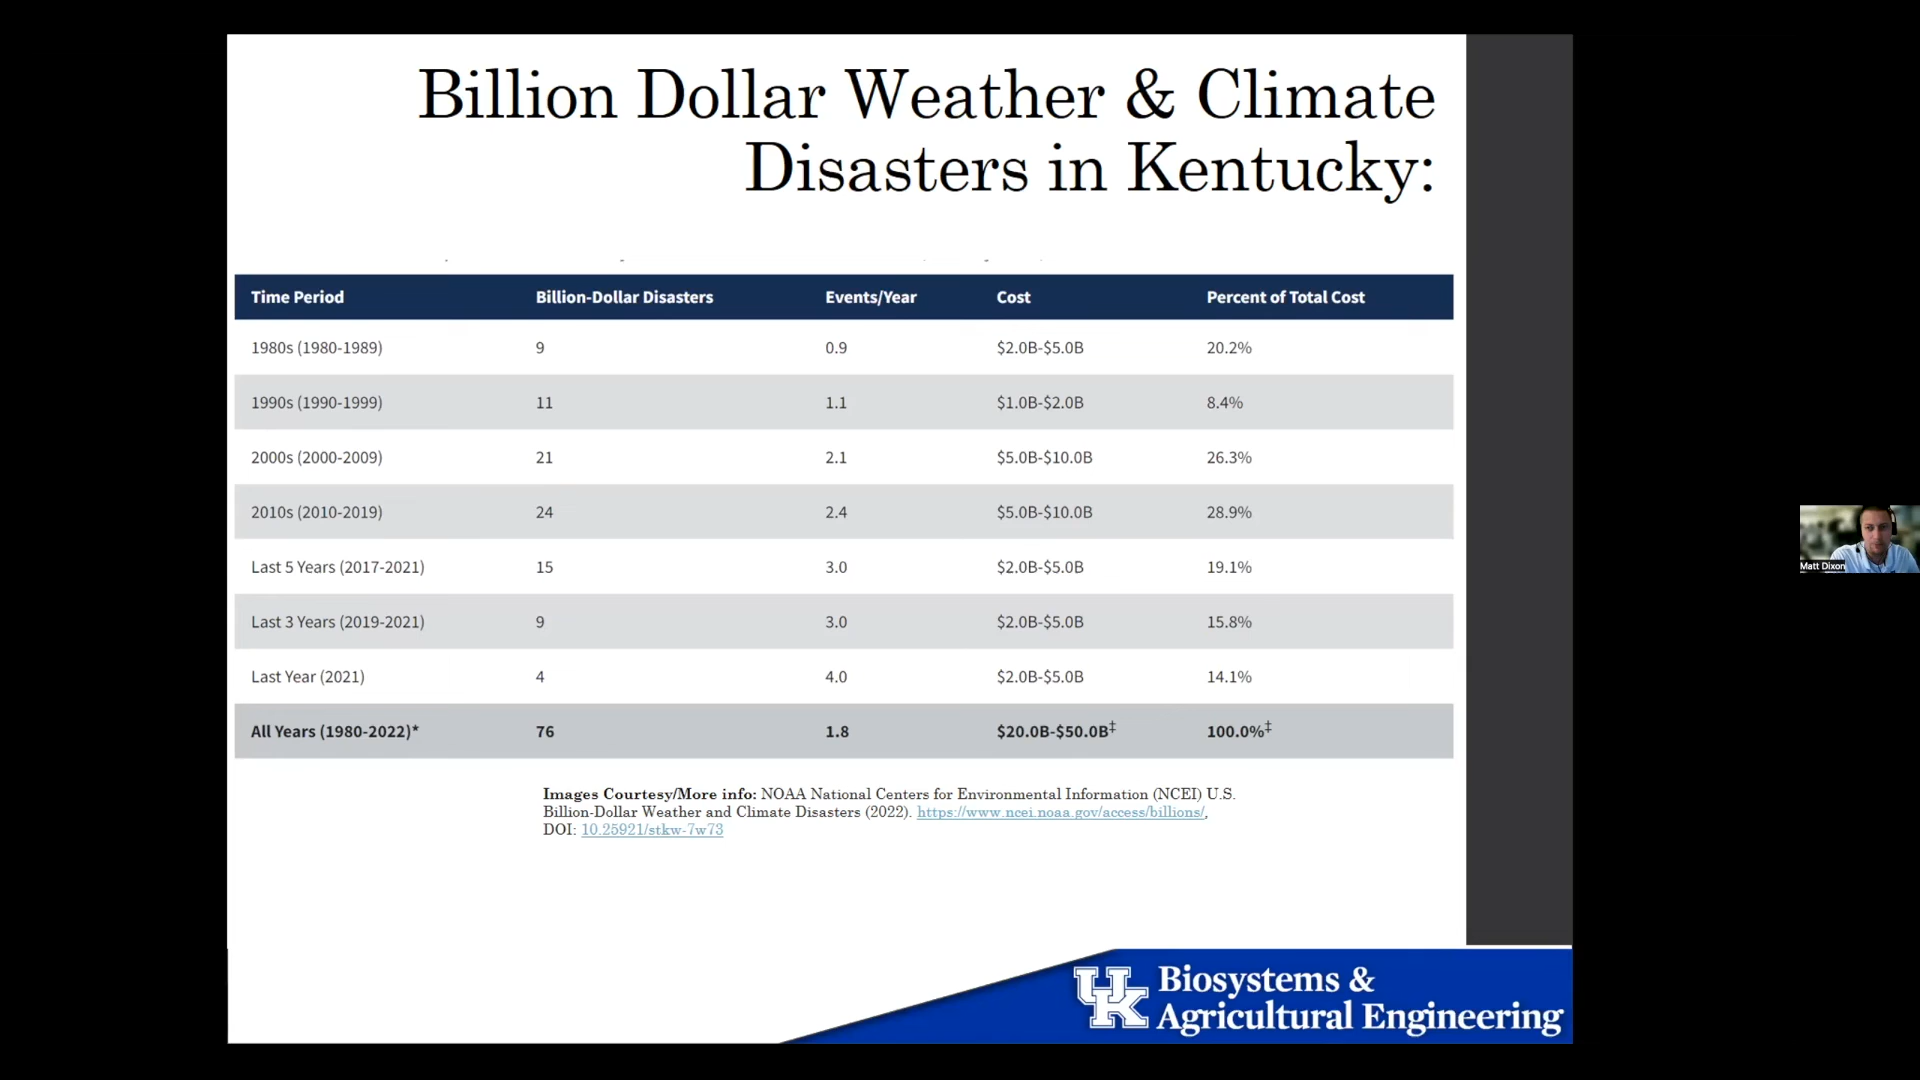 Billion Dollar Weather & Climate
Disasters in Kentucky:
Time Period Billion-Dollar Disasters Events/Year Cost Percent of Total Cost
1980s (1980-1989) 9 0.9 $2.0B-$5.0B 20.2%
1990s (1990-1999) 11 1.1 $1.0B-$2.0B 8.4%
2000s (2000-2009) 21 2.1 $5.0B-$10.0B 26.3%
2010s (2010-2019) 24 2.4 $5.0B-$10.0B 28.9%
Last 5 Years (2017-2021) 15 3.0 $2.0B-$5.0B 19.1%
Last 3 Years (2019-2021) 9 3.0 $2.0B-$5.0B 15.8%
Last Year (2021) 4 4.0 $2.0B-$5.0B 14.1%
All Years (1980-2022)* 76 1.8 $20.0B-$50.0B‡ 100.0%‡
Images Courtesy/More info: NOAA National Centers for Environmental Information (NCEI) U.S.
Billion-Dollar Weather and Climate Disasters (2022). https://www.ncei.noaa.gov/access/billions/,
DOI: 10.25921/stkw-7w73
UK Biosystems &
Agricultural Engineering
Matt Dixon